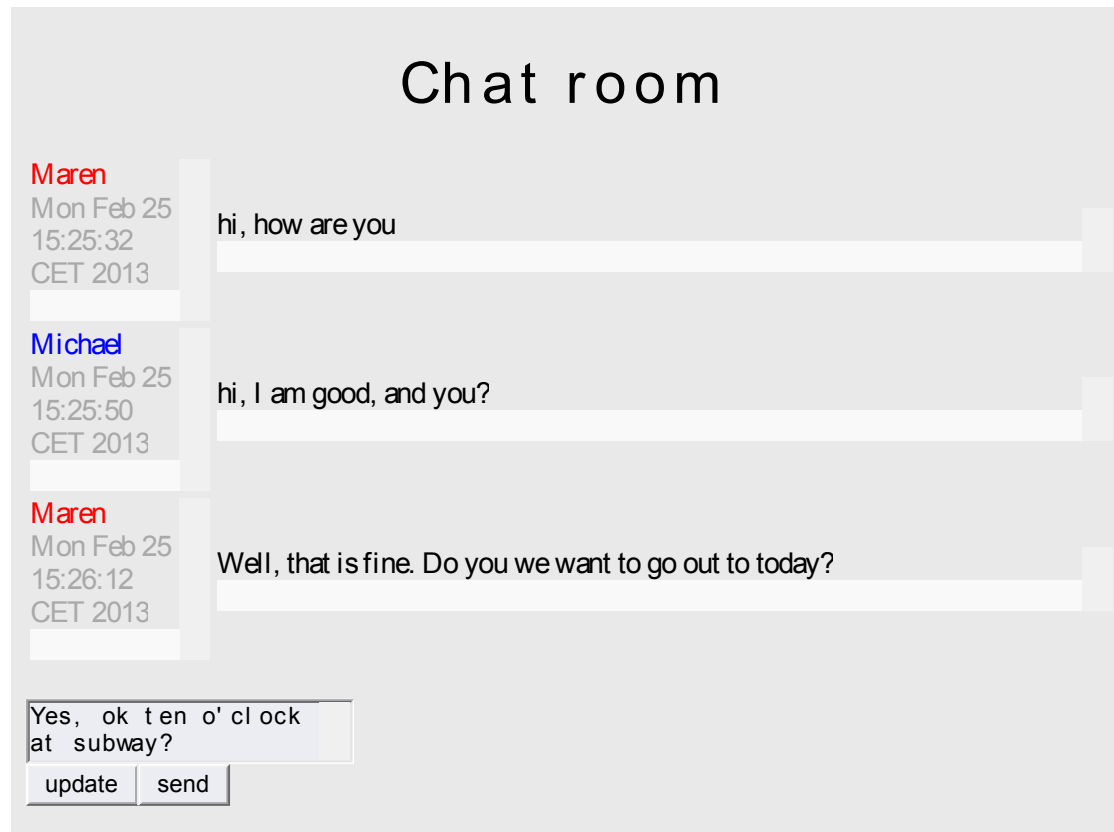 Chat room
Maren
Mon Feb 25
15:25:32
CET 2013
hi, how are you
Michael
Mon Feb 25
15:25:50
CET 2013
hi, I am good, and you?
Maren
Mon Feb 25
15:26:12
CET 2013
Well, that is fine. Do you we want to go out to today?
Yes, ok ten o'clock
at subway?
update send